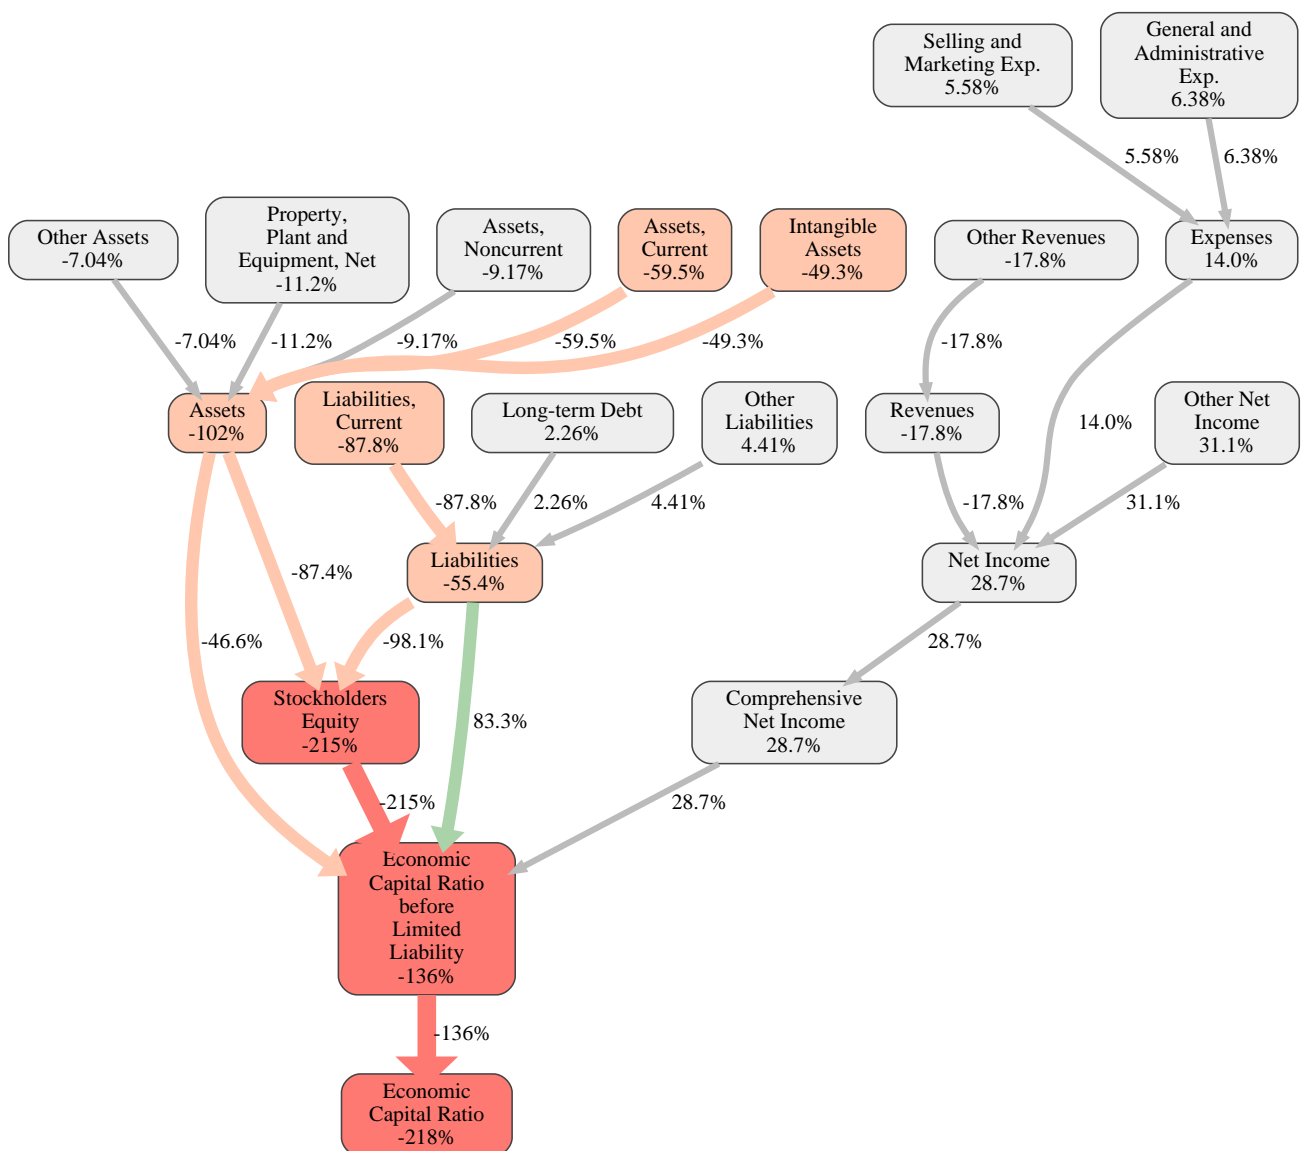 Selling and
Marketing Exp.
5.58%
General and
Administrative
Exp.
6.38%
5.58%
6.38%
Other Assets
-7.04%
Property,
Plant and
Equipment, Net
-11.2%
Assets,
Noncurrent
-9.17%
Assets,
Current
-59.5%
Intangible
Assets
-49.3%
Other Revenues
-17.8%
Expenses
14.0%
-7.04%
-11.2%
-9.17%
-59.5%
-49.3%
-17.8%
Assets
-102%
Liabilities,
Current
-87.8%
Long-term Debt
2.26%
Other
Liabilities
4.41%
Revenues
-17.8%
14.0%
Other Net
Income
31.1%
-87.8%
2.26%
4.41%
-17.8%
31.1%
-87.4%
Liabilities
-55.4%
Net Income
28.7%
-46.6%
-98.1%
28.7%
Stockholders
Equity
-215%
83.3%
Comprehensive
Net Income
28.7%
-215%
28.7%
Economic
Capital Ratio
before
Limited
Liability
-136%
-136%
Economic
Capital Ratio
-218%